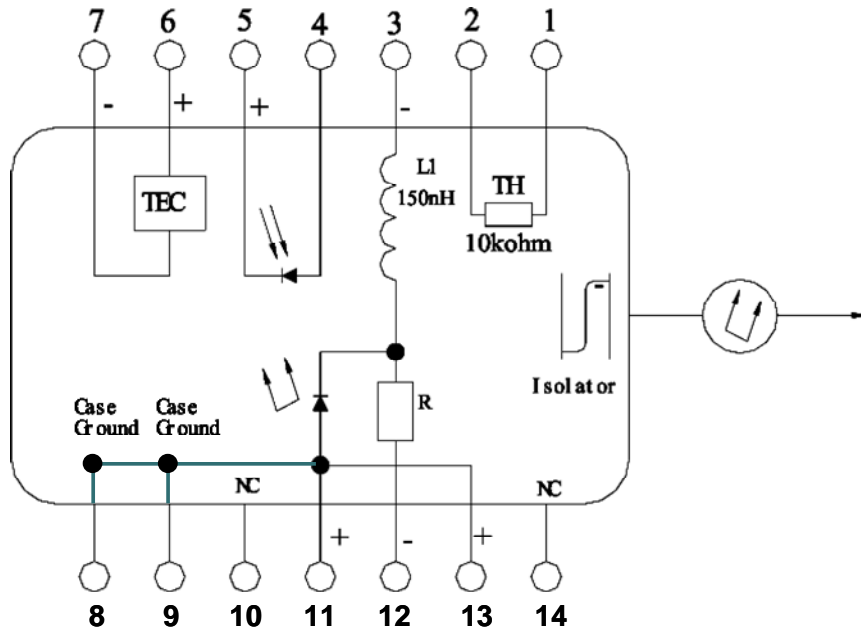 7 6 5 4 3 2 1
- + + -
L1
150nH
TH
TEC
10kohm
Isolator
R
Case Ground
Case Ground
NC
NC
+ - +
8 9 10 11 12 13 14